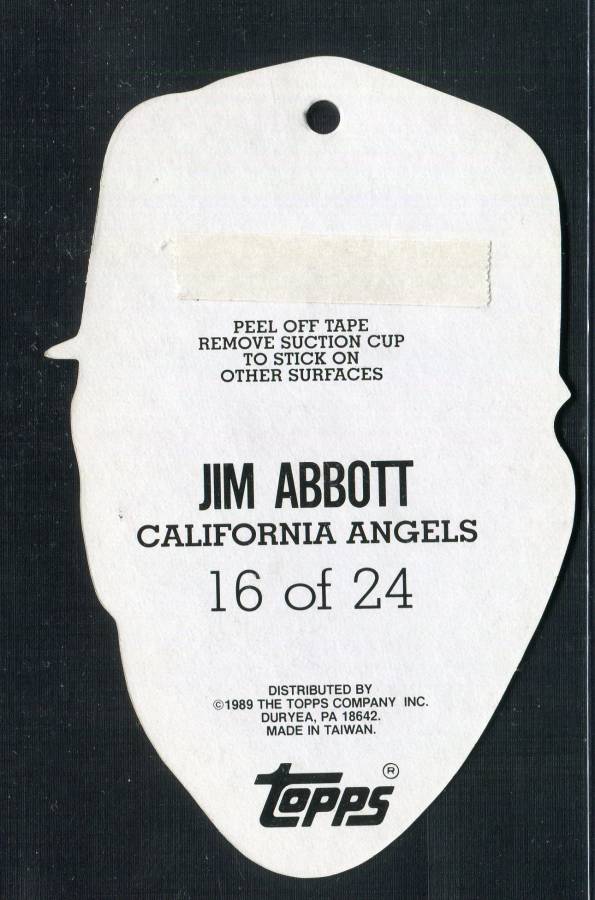 PEEL OFF TAPE
REMOVE SUCTION CUP
TO STICK ON
OTHER SURFACES
JIM ABBOTT
CALIFORNIA ANGELS
16 of 24
DISTRIBUTED BY
©1989 THE TOPPS COMPANY INC.
DURYEA, PA 18642.
MADE IN TAIWAN.
topps®